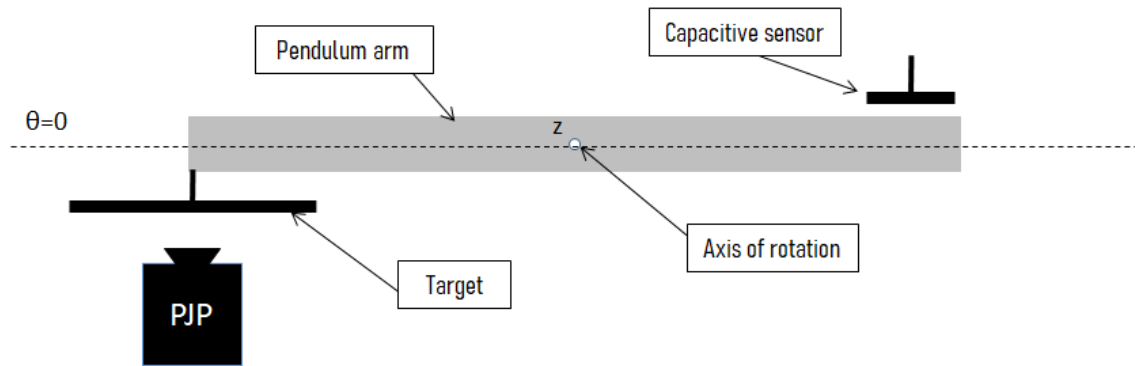 Capacitive sensor
Pendulum arm
θ=0
z
Axis of rotation
Target
PJP